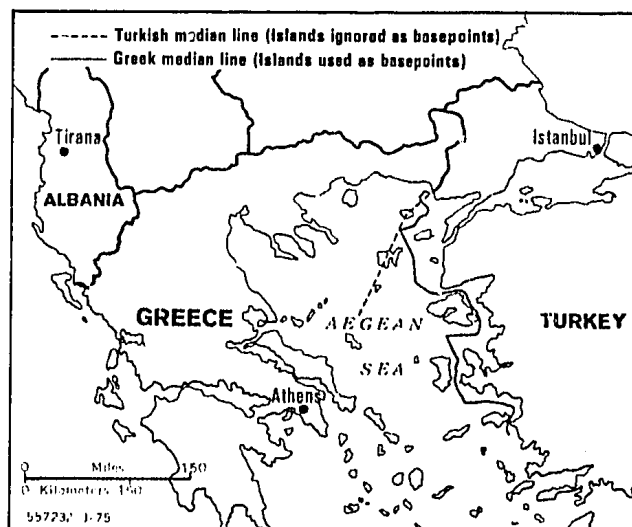 Turkish median line (Islands ignored as basepoints)
Greek median line (Islands used as basepoints)
Tirana
Istanbul
ALBANIA
GREECE
AEGEAN
SEA
TURKEY
Athens
0 Miles 150
0 Kilometers 150
J-75